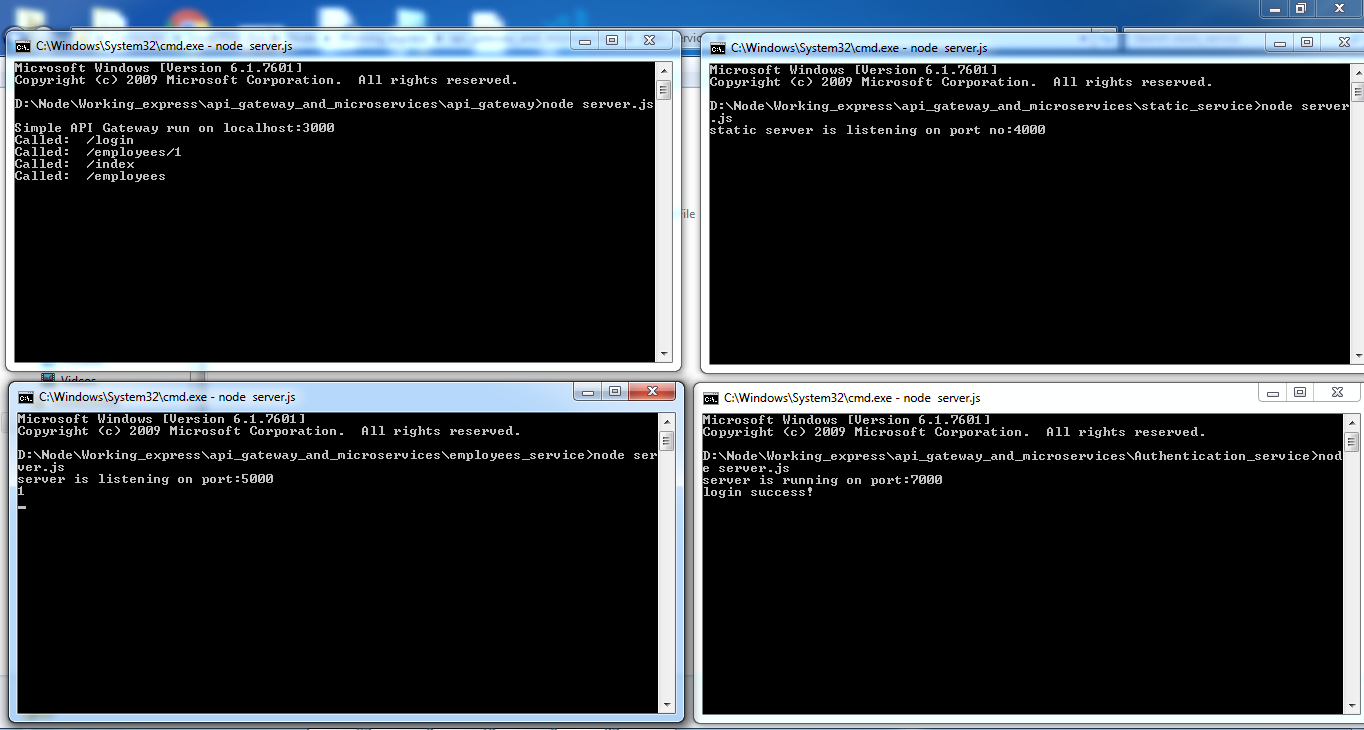 C:\Windows\System32\cmd.exe - node server.js
Microsoft Windows [Version 6.1.7601]
Copyright (c) 2009 Microsoft Corporation. All rights reserved.
D:\Node\Working_express\api_gateway_and_microservices\api_gateway>node server.js
Simple API Gateway run on localhost:3000
Called: /login
Called: /employees/1
Called: /index
Called: /employees
C:\Windows\System32\cmd.exe - node server.js
Microsoft Windows [Version 6.1.7601]
Copyright (c) 2009 Microsoft Corporation. All rights reserved.
D:\Node\Working_express\api_gateway_and_microservices\static_service>node server
.js
static server is listening on port no:4000
File
Videos
C:\Windows\System32\cmd.exe - node server.js
Microsoft Windows [Version 6.1.7601]
Copyright (c) 2009 Microsoft Corporation. All rights reserved.
D:\Node\Working_express\api_gateway_and_microservices\employees_service>node ser
ver.js
server is listening on port:5000
1
C:\Windows\System32\cmd.exe - node server.js
Microsoft Windows [Version 6.1.7601]
Copyright (c) 2009 Microsoft Corporation. All rights reserved.
D:\Node\Working_express\api_gateway_and_microservices\Authentication_service>nod
e server.js
server is running on port:7000
login success!